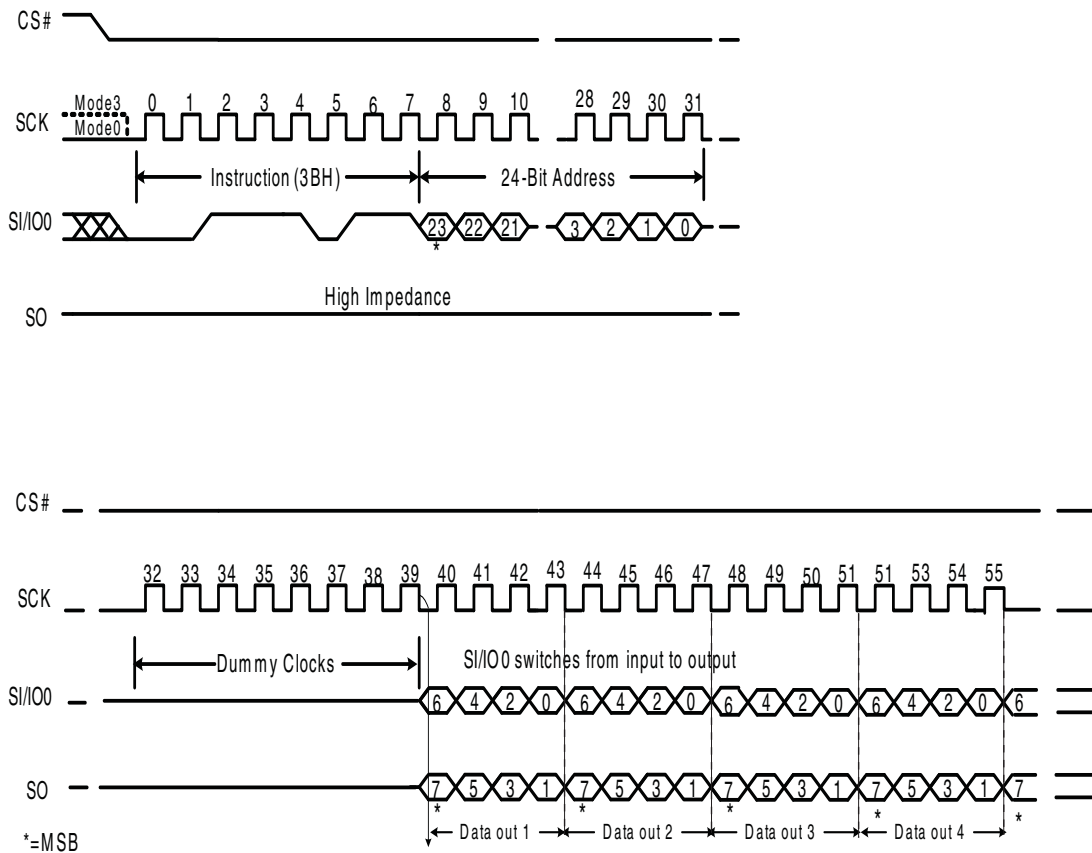 CS#
Mode3
0 1 2 3 4 5 6 7 8 9 10 28 29 30 31
SCK
Mode0
Instruction (3BH) 24-Bit Address
SI/IO0
23 22 21 3 2 1 0
*
High Impedance
SO
CS#
32 33 34 35 36 37 38 39 40 41 42 43 44 45 46 47 48 49 50 51 51 53 54 55
SCK
Dummy Clocks SI/IO0 switches from input to output
SI/IO0
6 4 2 0 6 4 2 0 6 4 2 0 6 4 2 0 6
SO
7 5 3 1 7 5 3 1 7 5 3 1 7 5 3 1 7
* * * * *
Data out 1 Data out 2 Data out 3 Data out 4
*=MSB